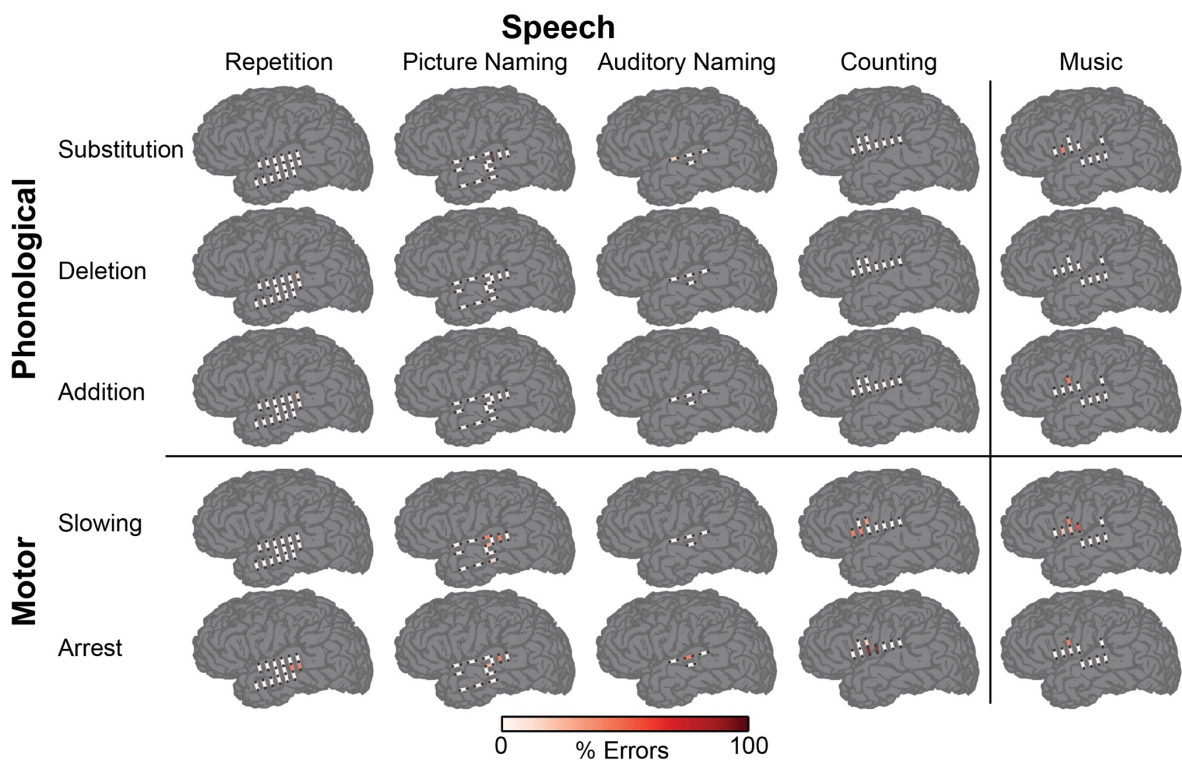 Speech
Repetition Picture Naming Auditory Naming Counting Music
Phonological
Substitution
Deletion
Addition
Motor
Slowing
Arrest
0 % Errors 100